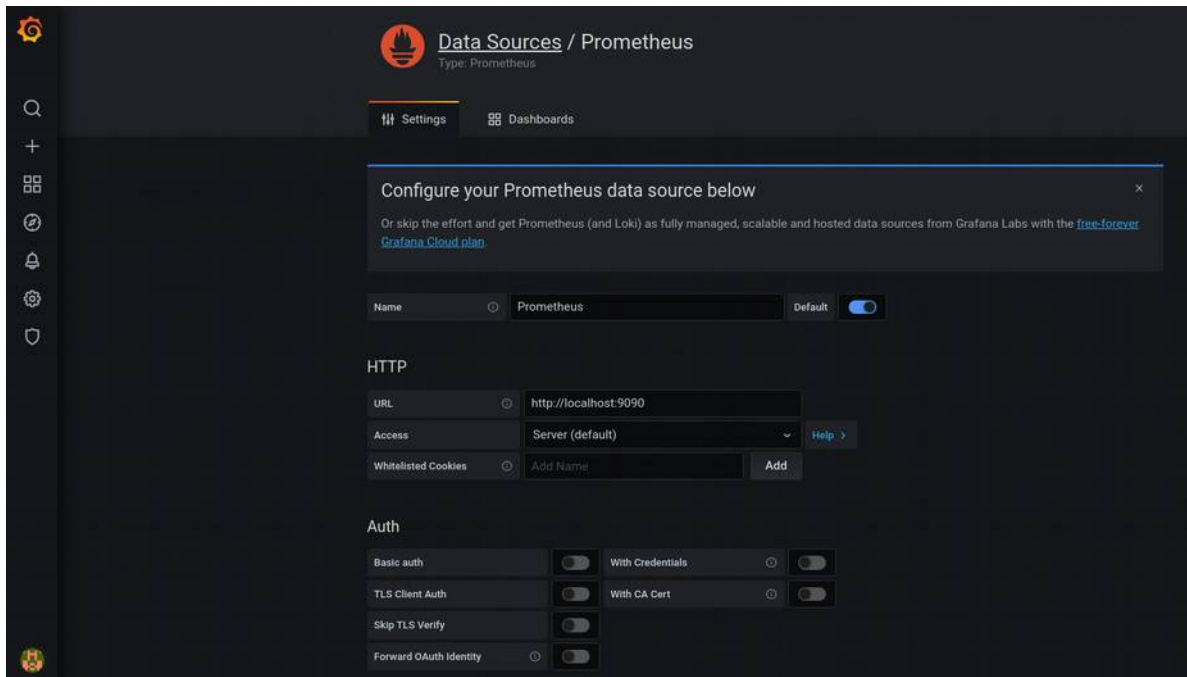 Data Sources / Prometheus
Type: Prometheus
Settings
Dashboards
Configure your Prometheus data source below
Or skip the effort and get Prometheus (and Loki) as fully managed, scalable and hosted data sources from Grafana Labs with the free-forever
Grafana Cloud plan.
Name Prometheus Default
HTTP
URL http://localhost:9090
Access Server (default) Help >
Whitelisted Cookies Add Name Add
Auth
Basic auth With Credentials
TLS Client Auth With CA Cert
Skip TLS Verify
Forward OAuth Identity